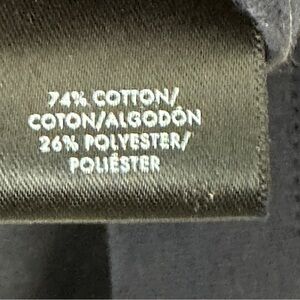 74% COTTON/
COTON/ALGODÓN
26% POLYESTER/
POLIÉSTER